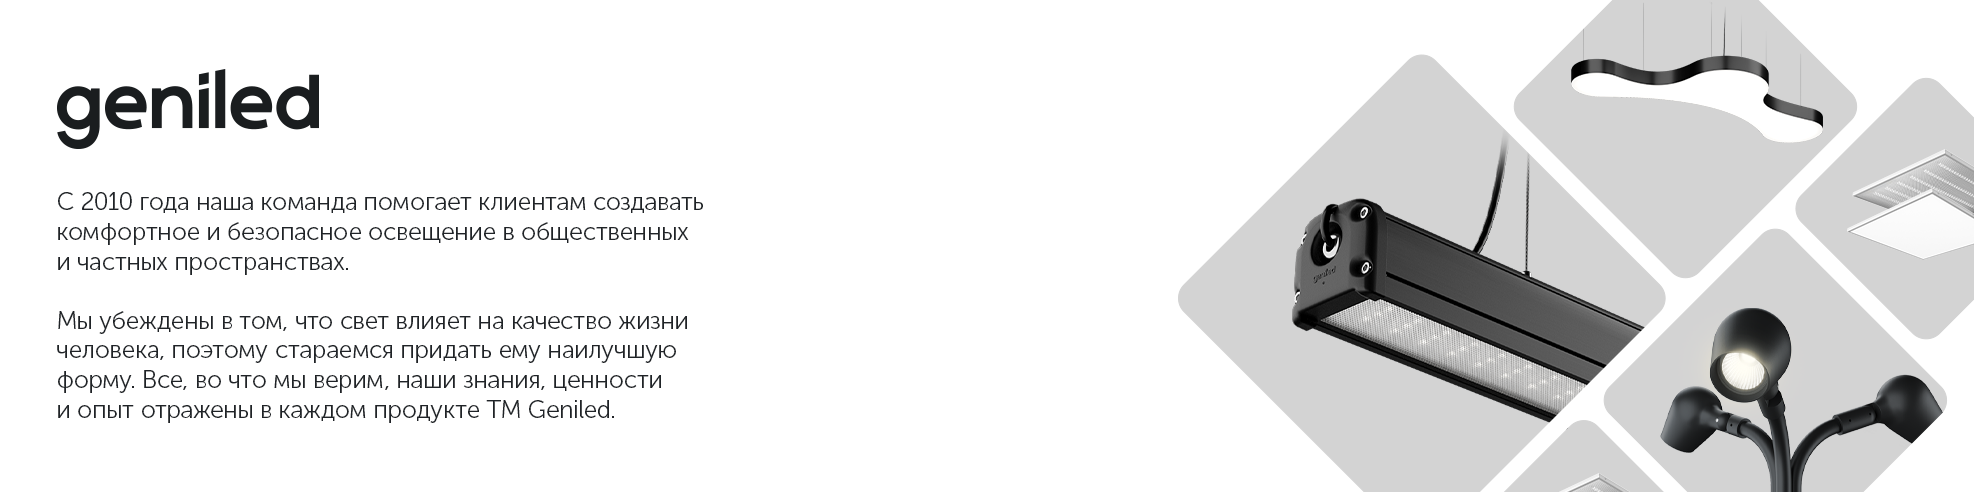 geniled
С 2010 года наша команда помогает клиентам создавать
комфортное и безопасное освещение в общественных
и частных пространствах.
Мы убеждены в том, что свет влияет на качество жизни
человека, поэтому стараемся придать ему наилучшую
форму. Все, во что мы верим, наши знания, ценности
и опыт отражены в каждом продукте ТМ Geniled.
geniled